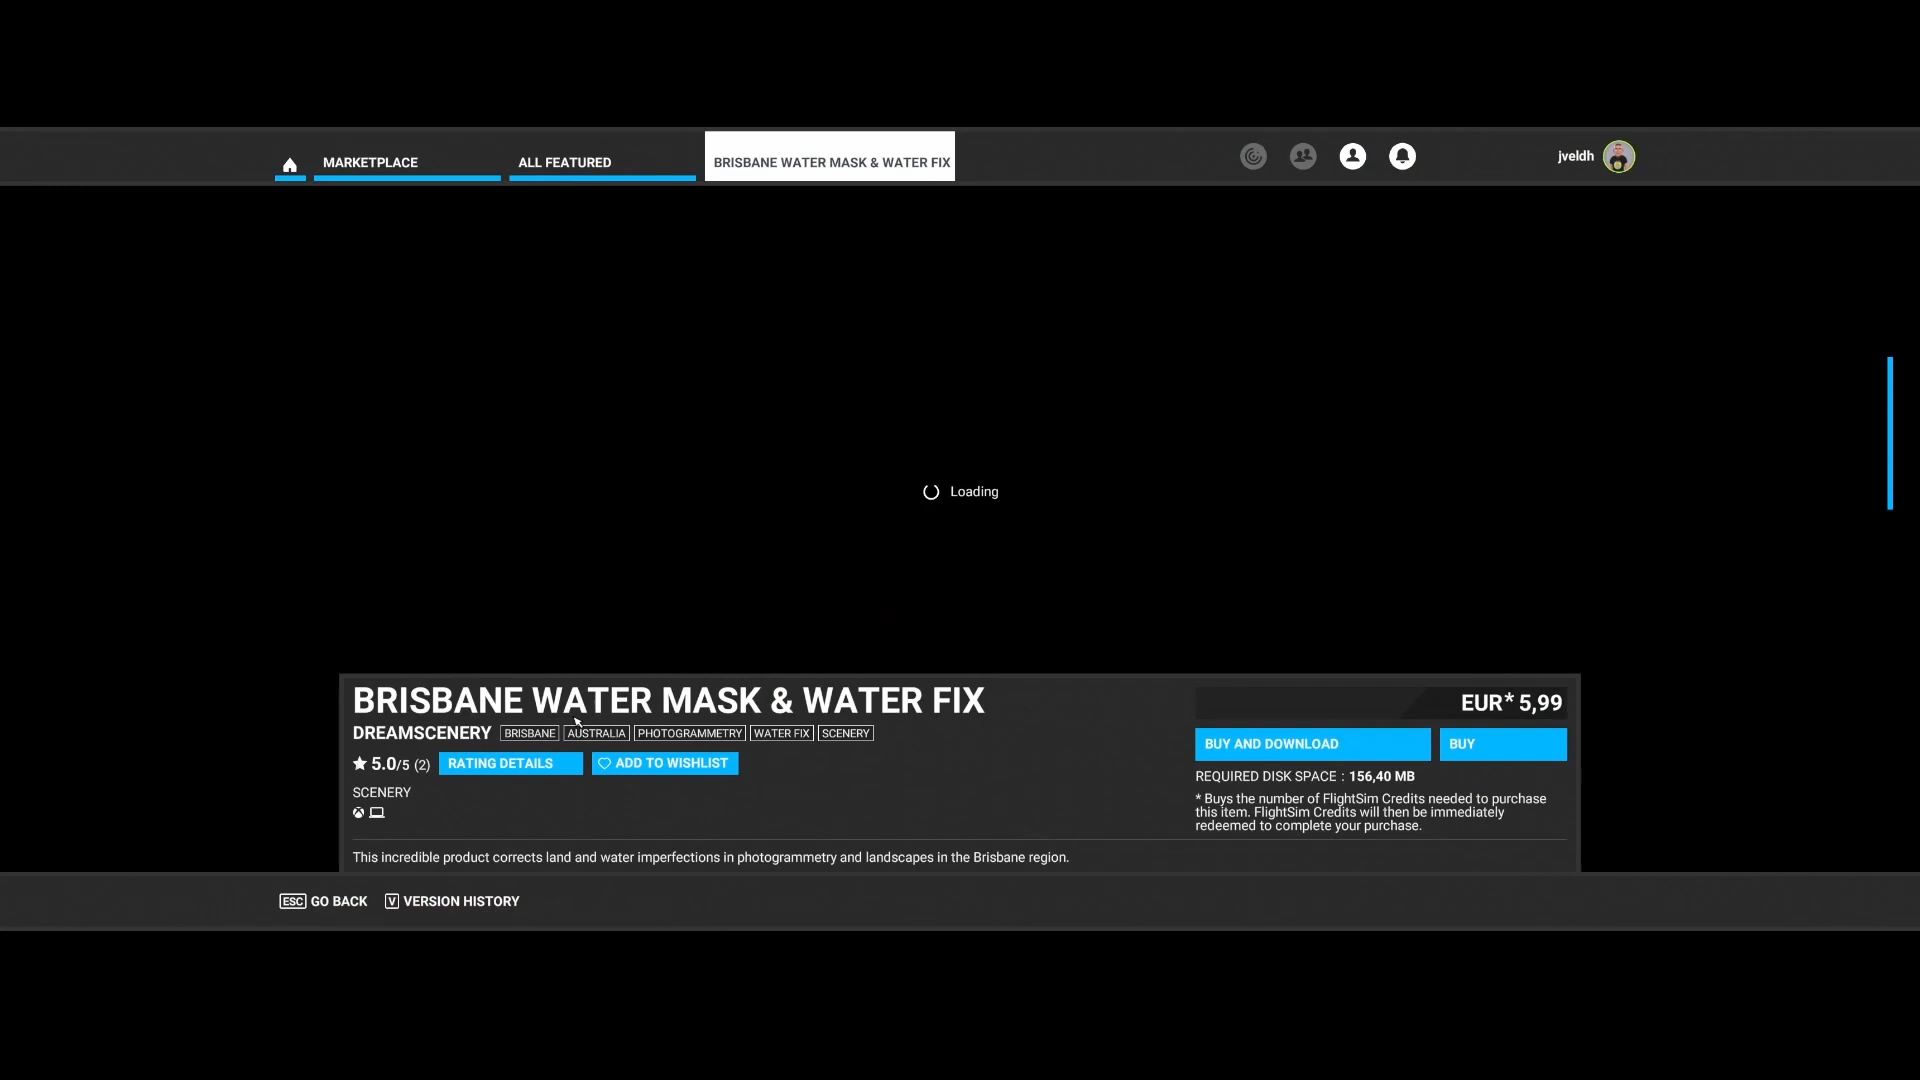 MARKETPLACE
ALL FEATURED
BRISBANE WATER MASK & WATER FIX
jveldh
Loading
BRISBANE WATER MASK & WATER FIX
DREAMSCENERY BRISBANE AUSTRALIA PHOTOGRAMMETRY WATER FIX SCENERY
5.0/5 (2) RATING DETAILS ADD TO WISHLIST
SCENERY
EUR* 5,99
BUY AND DOWNLOAD BUY
REQUIRED DISK SPACE : 156,40 MB
* Buys the number of FlightSim Credits needed to purchase
this item. FlightSim Credits will then be immediately
redeemed to complete your purchase.
This incredible product corrects land and water imperfections in photogrammetry and landscapes in the Brisbane region.
ESC GO BACK V VERSION HISTORY